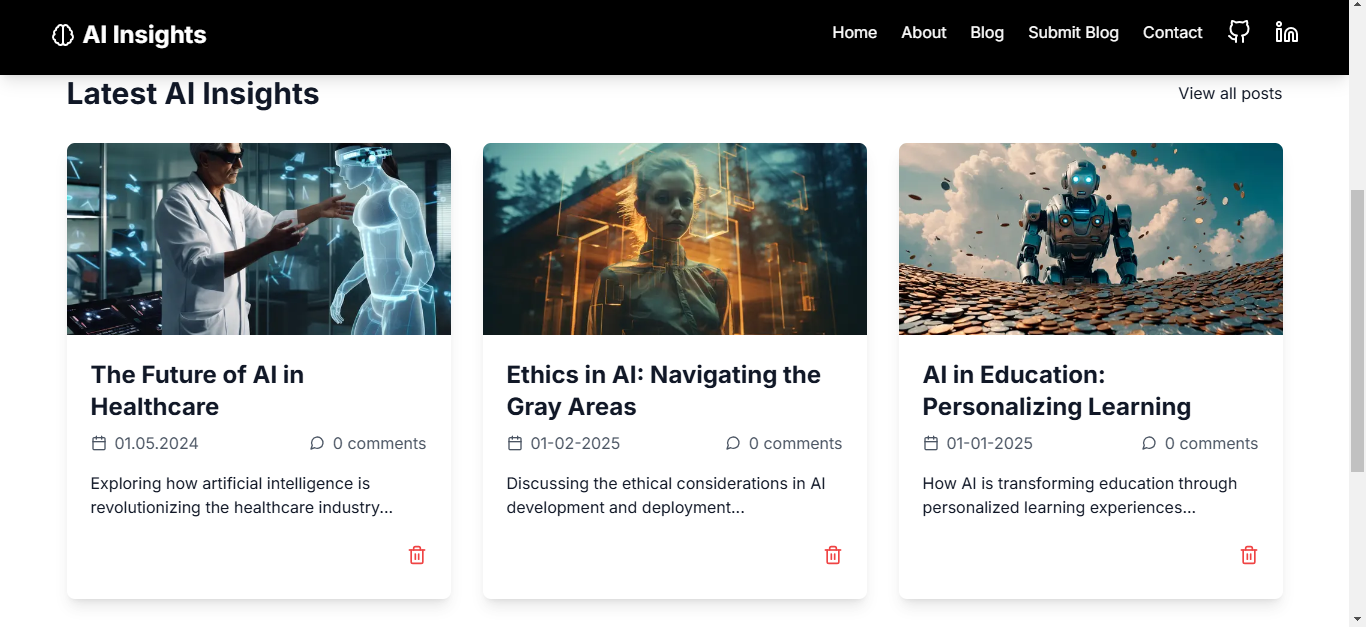 AI Insights
Home About Blog Submit Blog Contact
Latest AI Insights
View all posts
The Future of AI in
Healthcare
01.05.2024 0 comments
Exploring how artificial intelligence is
revolutionizing the healthcare industry...
Ethics in AI: Navigating the
Gray Areas
01-02-2025 0 comments
Discussing the ethical considerations in AI
development and deployment...
AI in Education:
Personalizing Learning
01-01-2025 0 comments
How AI is transforming education through
personalized learning experiences...